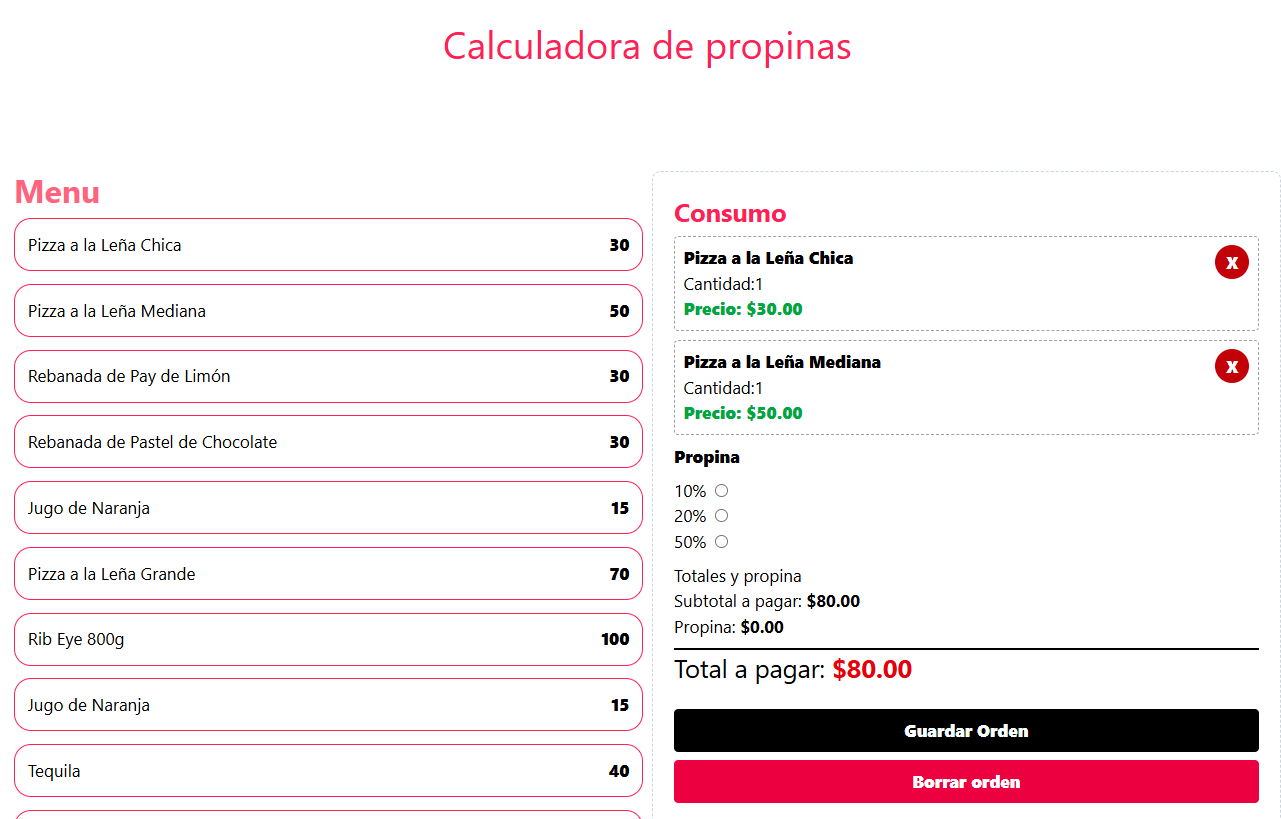 Calculadora de propinas
Menu
Pizza a la Leña Chica 30
Pizza a la Leña Mediana 50
Rebanada de Pay de Limón 30
Rebanada de Pastel de Chocolate 30
Jugo de Naranja 15
Pizza a la Leña Grande 70
Rib Eye 800g 100
Jugo de Naranja 15
Tequila 40
Consumo
Pizza a la Leña Chica X
Cantidad:1
Precio: $30.00
Pizza a la Leña Mediana X
Cantidad:1
Precio: $50.00
Propina
10%
20%
50%
Totales y propina
Subtotal a pagar: $80.00
Propina: $0.00
Total a pagar: $80.00
Guardar Orden
Borrar orden